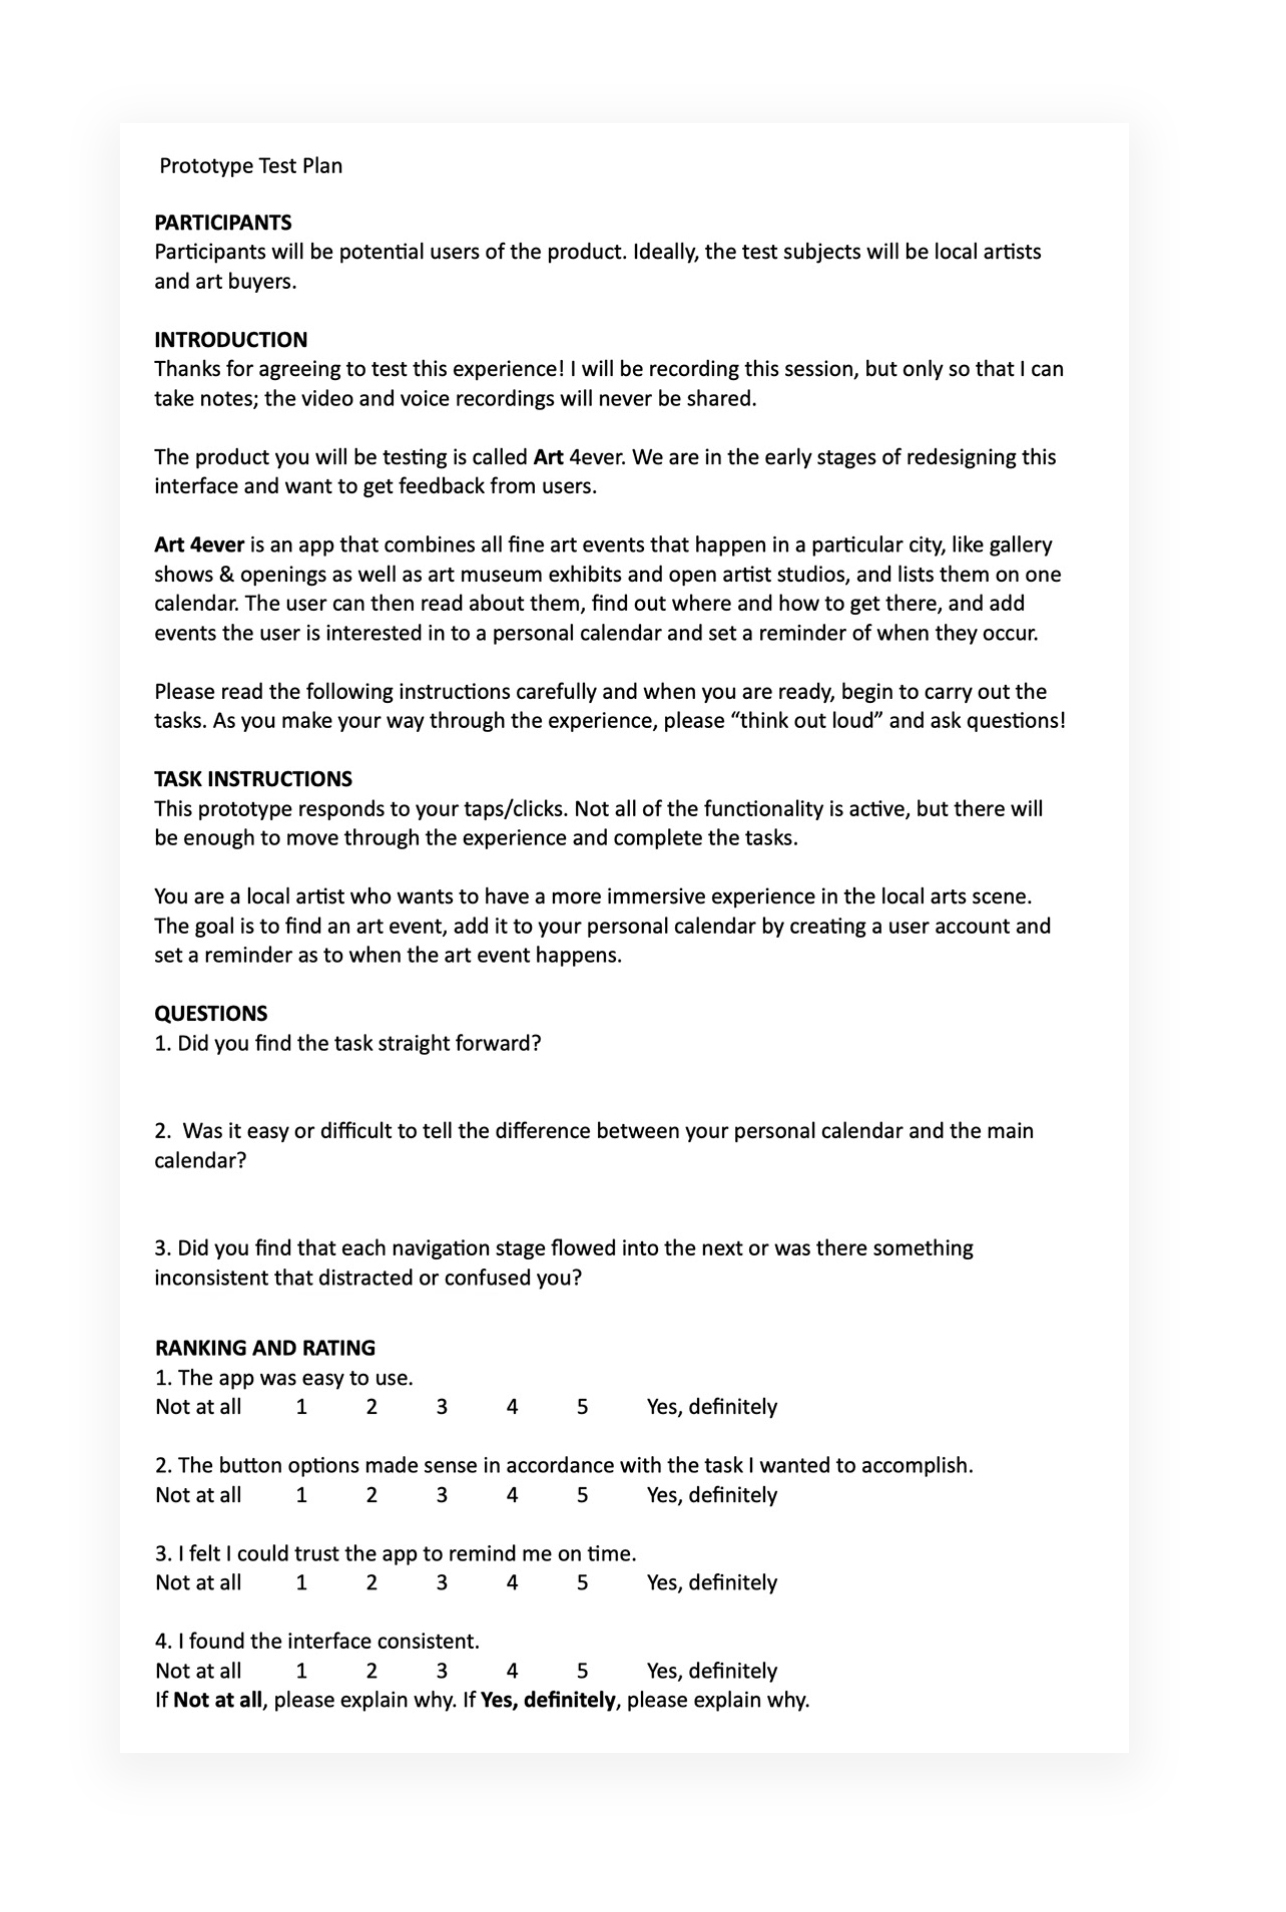 Prototype Test Plan
PARTICIPANTS
Participants will be potential users of the product. Ideally, the test subjects will be local artists
and art buyers.
INTRODUCTION
Thanks for agreeing to test this experience! I will be recording this session, but only so that I can
take notes; the video and voice recordings will never be shared.
The product you will be testing is called Art 4ever. We are in the early stages of redesigning this
interface and want to get feedback from users.
Art 4ever is an app that combines all fine art events that happen in a particular city, like gallery
shows & openings as well as art museum exhibits and open artist studios, and lists them on one
calendar. The user can then read about them, find out where and how to get there, and add
events the user is interested in to a personal calendar and set a reminder of when they occur.
Please read the following instructions carefully and when you are ready, begin to carry out the
tasks. As you make your way through the experience, please “think out loud” and ask questions!
TASK INSTRUCTIONS
This prototype responds to your taps/clicks. Not all of the functionality is active, but there will
be enough to move through the experience and complete the tasks.
You are a local artist who wants to have a more immersive experience in the local arts scene.
The goal is to find an art event, add it to your personal calendar by creating a user account and
set a reminder as to when the art event happens.
QUESTIONS
1. Did you find the task straight forward?
2.  Was it easy or difficult to tell the difference between your personal calendar and the main
calendar?
3. Did you find that each navigation stage flowed into the next or was there something
inconsistent that distracted or confused you?
RANKING AND RATING
1. The app was easy to use.
Not at all 1 2 3 4 5 Yes, definitely
2. The button options made sense in accordance with the task I wanted to accomplish.
Not at all 1 2 3 4 5 Yes, definitely
3. I felt I could trust the app to remind me on time.
Not at all 1 2 3 4 5 Yes, definitely
4. I found the interface consistent.
Not at all 1 2 3 4 5 Yes, definitely
If Not at all, please explain why. If Yes, definitely, please explain why.